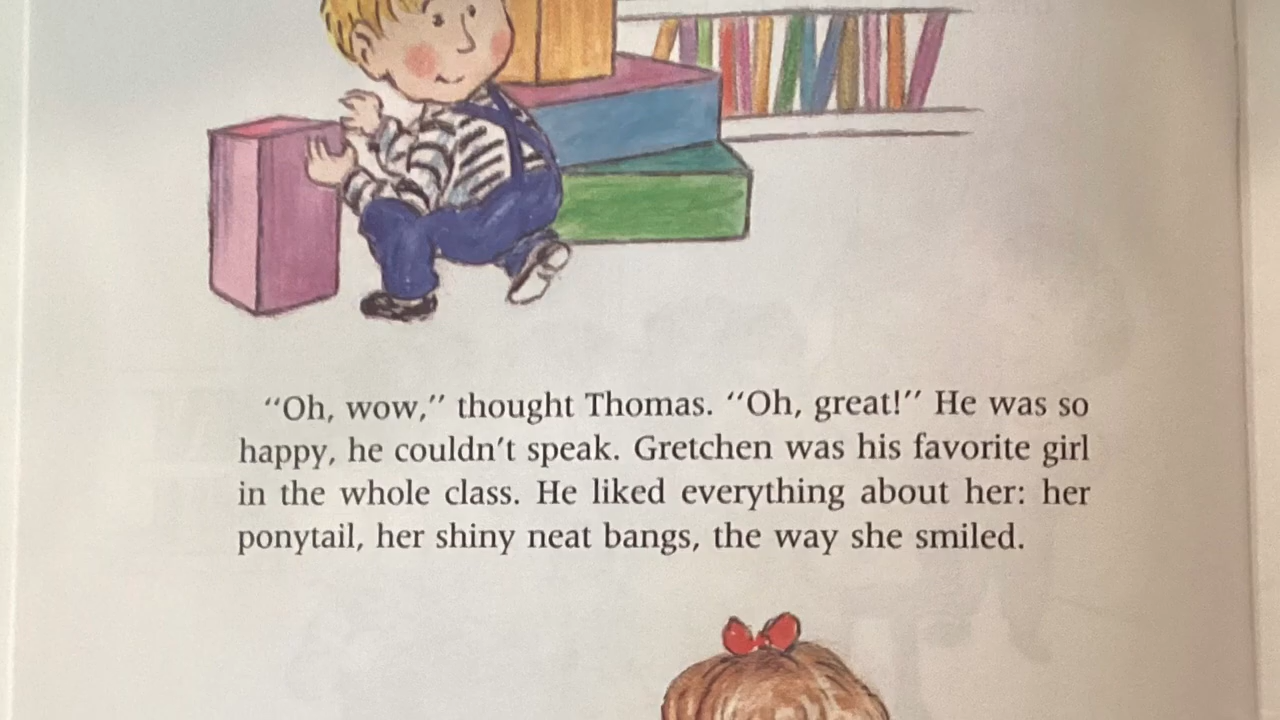 “Oh, wow,” thought Thomas. “Oh, great!” He was so
happy, he couldn’t speak. Gretchen was his favorite girl
in the whole class. He liked everything about her: her
ponytail, her shiny neat bangs, the way she smiled.